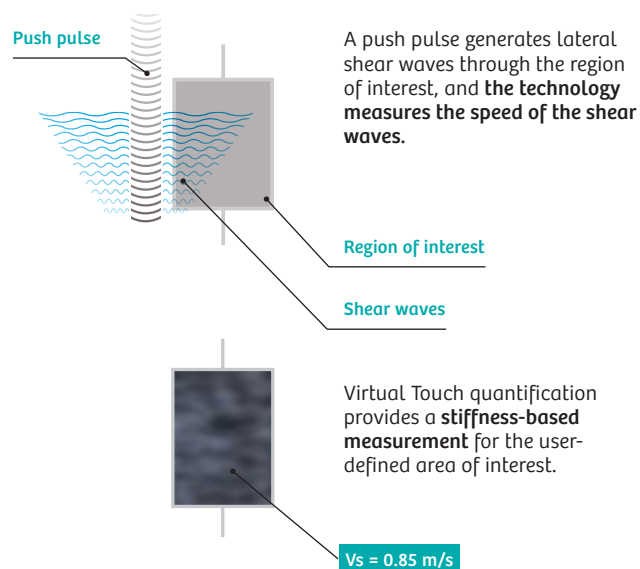 Push pulse
A push pulse generates lateral
shear waves through the region
of interest, and the technology
measures the speed of the shear
waves.
Region of interest
Shear waves
Virtual Touch quantification
provides a stiffness-based
measurement for the user-
defined area of interest.
Vs = 0.85 m/s